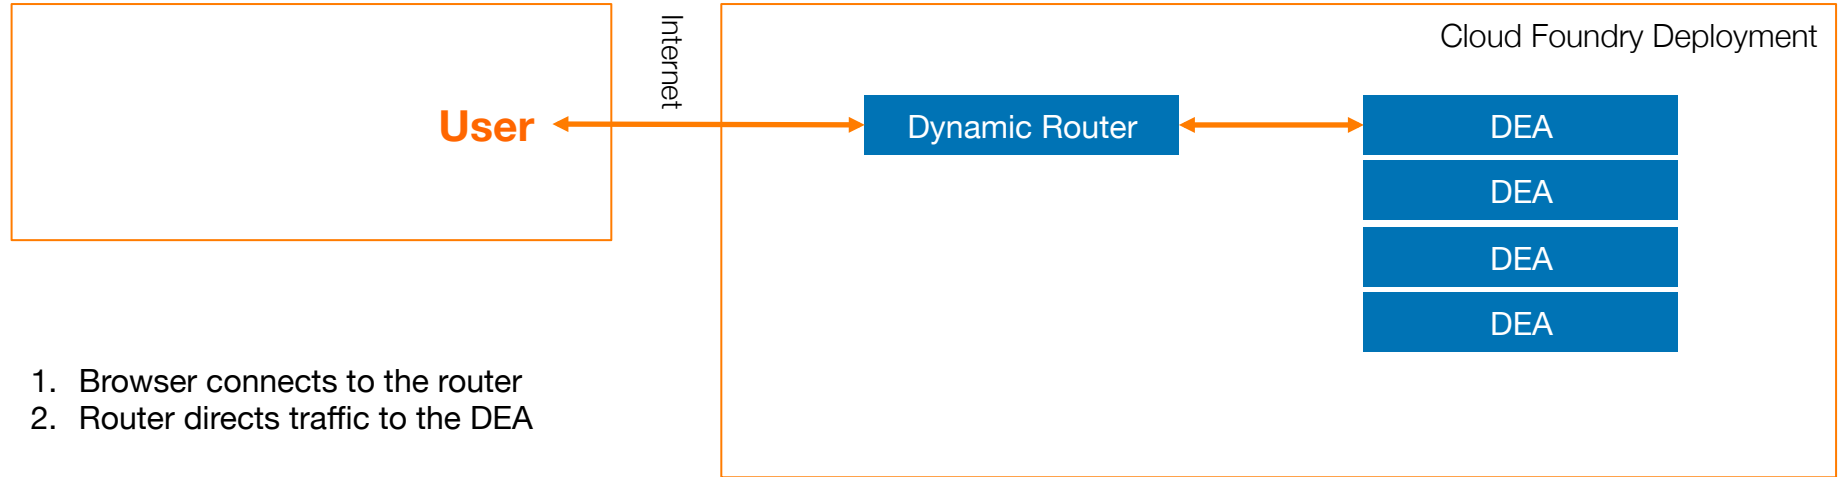 Internet
Cloud Foundry Deployment
User
Dynamic Router
DEA
DEA
DEA
DEA
1. Browser connects to the router
2. Router directs traffic to the DEA